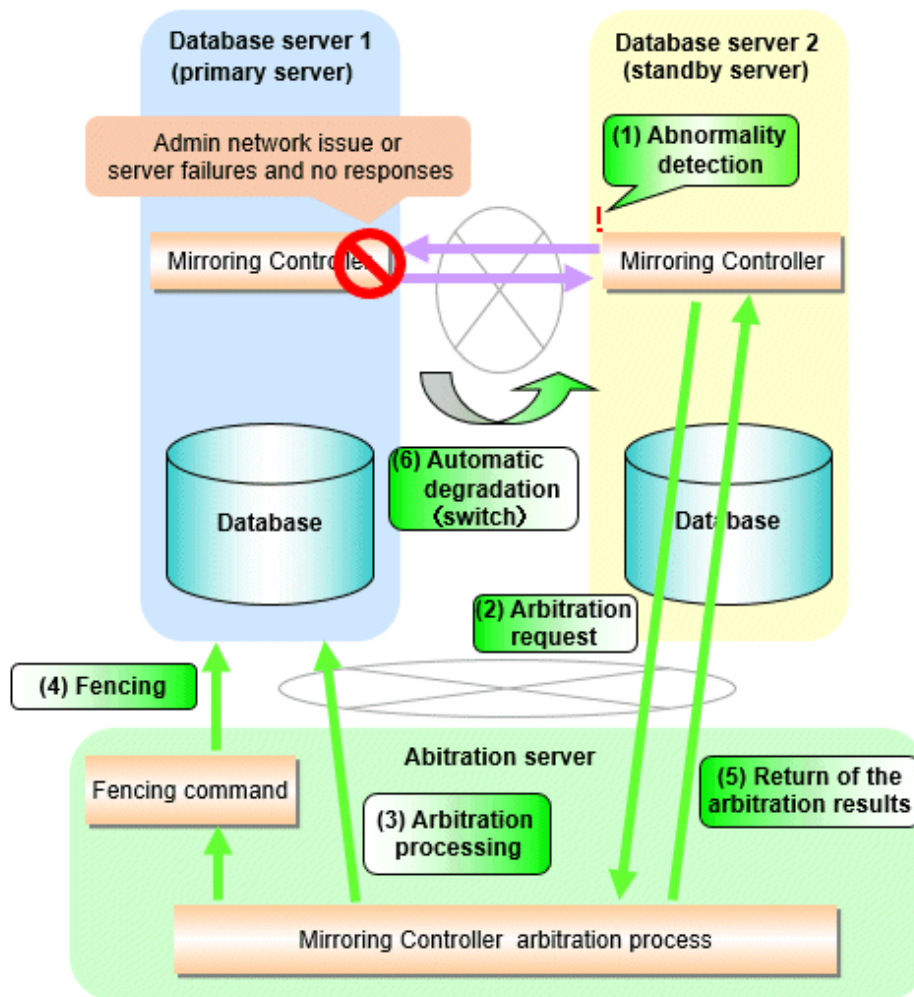 Database server 1
(primary server)
Database server 2
(standby server)
Admin network issue or
server failures and no responses
(1) Abnormality
detection
!
Mirroring Controller
Mirroring Controller
(6) Automatic
degradation
(switch)
Database
Database
(2) Arbitration
request
(4) Fencing
Abitration server
Fencing command
(3) Arbitration
processing
(5) Return of the
arbitration results
Mirroring Controller arbitration process